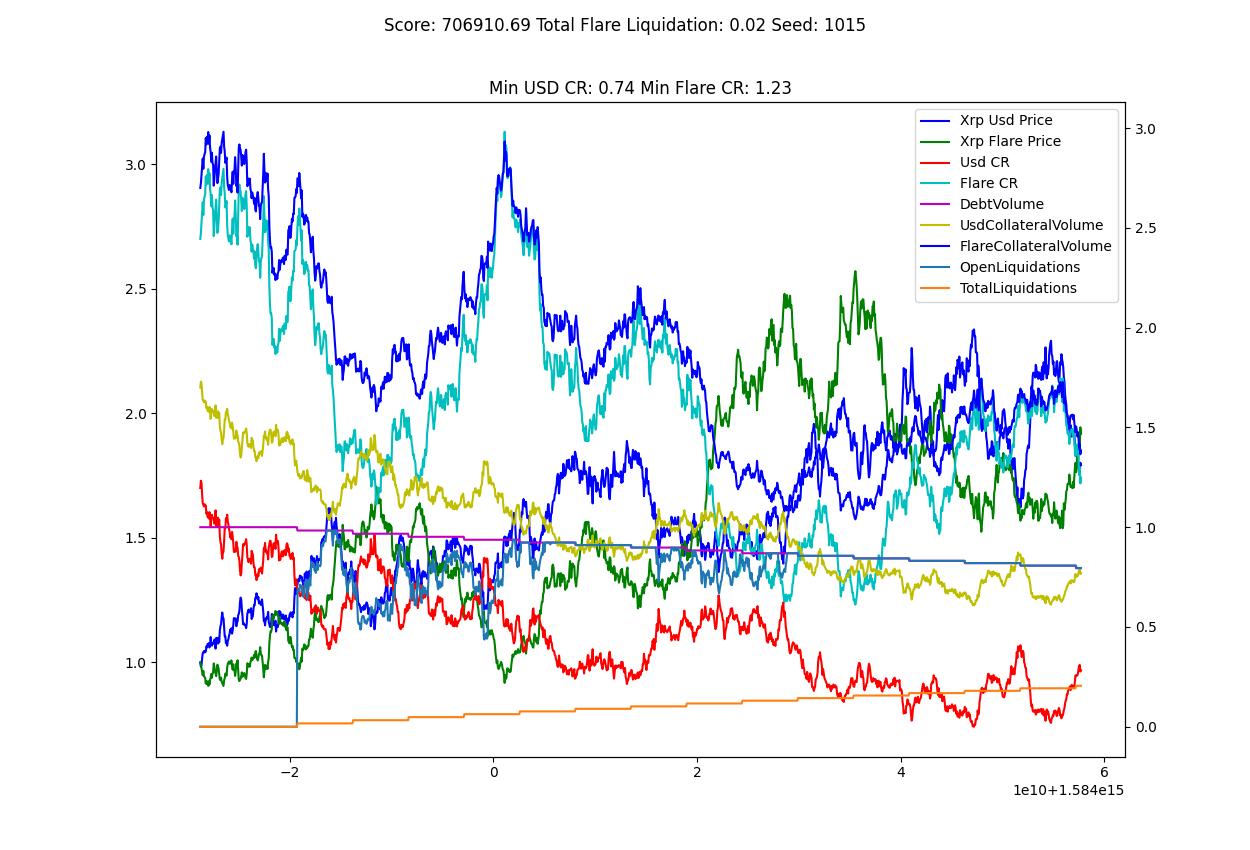 Score: 706910.69 Total Flare Liquidation: 0.02 Seed: 1015
Min USD CR: 0.74 Min Flare CR: 1.23
Xrp Usd Price
Xrp Flare Price
Usd CR
Flare CR
DebtVolume
UsdCollateralVolume
FlareCollateralVolume
OpenLiquidations
TotalLiquidations
3.0
2.5
2.0
1.5
1.0
3.0
2.5
2.0
1.5
1.0
0.5
0.0
−2 0 2 4 6
1e10+1.584e15